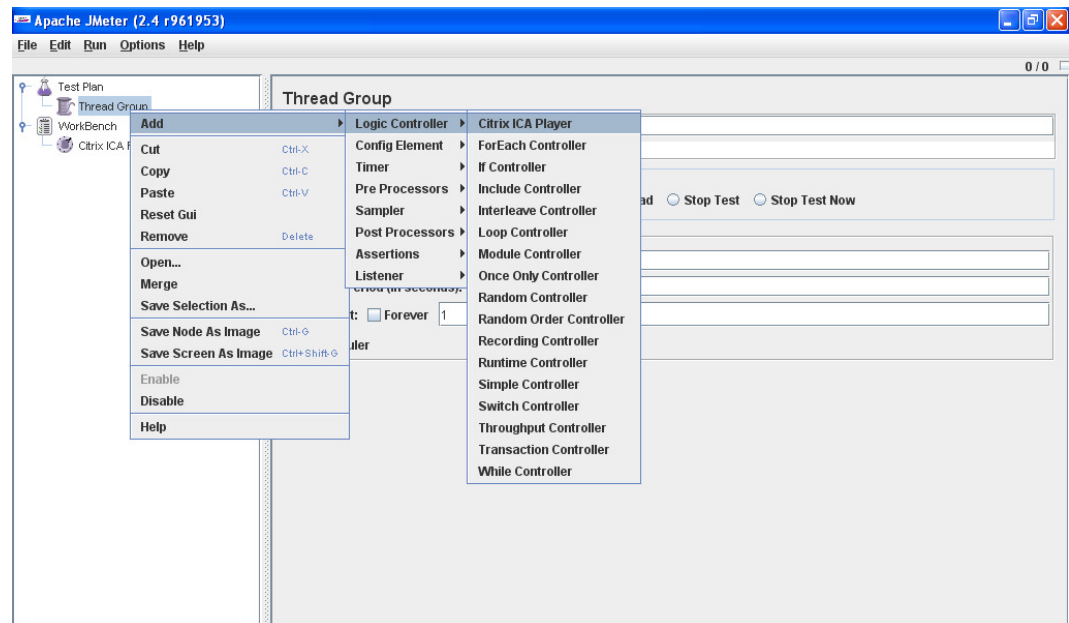 Apache JMeter (2.4 r961953)
File Edit Run Options Help
0 / 0
Test Plan
Thread Group
WorkBench
Citrix ICA
Thread Group
Add
Cut Ctrl-X
Copy Ctrl-C
Paste Ctrl-V
Reset Gui
Remove Delete
Open...
Merge
Save Selection As...
Save Node As Image Ctrl-G
Save Screen As Image Ctrl+Shift-G
Enable
Disable
Help
Logic Controller
Config Element
Timer
Pre Processors
Sampler
Post Processors
Assertions
Listener
Citrix ICA Player
ForEach Controller
If Controller
Include Controller
Interleave Controller
Loop Controller
Module Controller
Once Only Controller
Random Controller
Random Order Controller
Recording Controller
Runtime Controller
Simple Controller
Switch Controller
Throughput Controller
Transaction Controller
While Controller
Stop Test Stop Test Now
(in seconds):
Forever 1